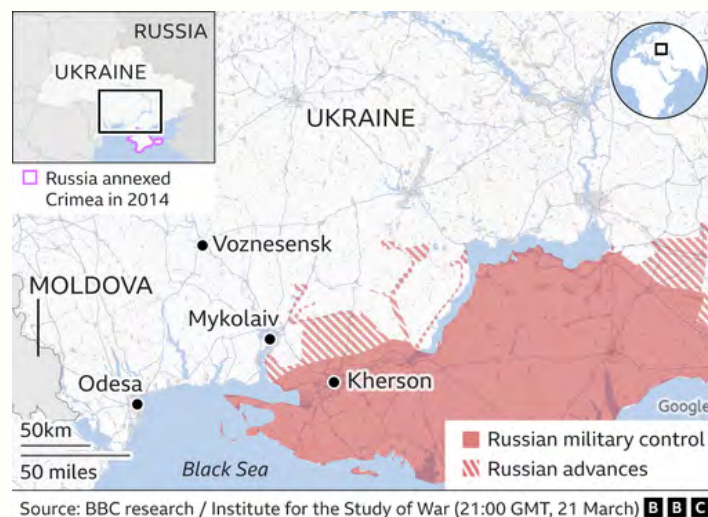 RUSSIA
UKRAINE
Russia annexed
Crimea in 2014
UKRAINE
Voznesensk
MOLDOVA
Mykolaiv
Kherson
Odesa
Google
50km
50 miles
Black Sea
Russian military control
Russian advances
Source: BBC research / Institute for the Study of War (21:00 GMT, 21 March) BBC